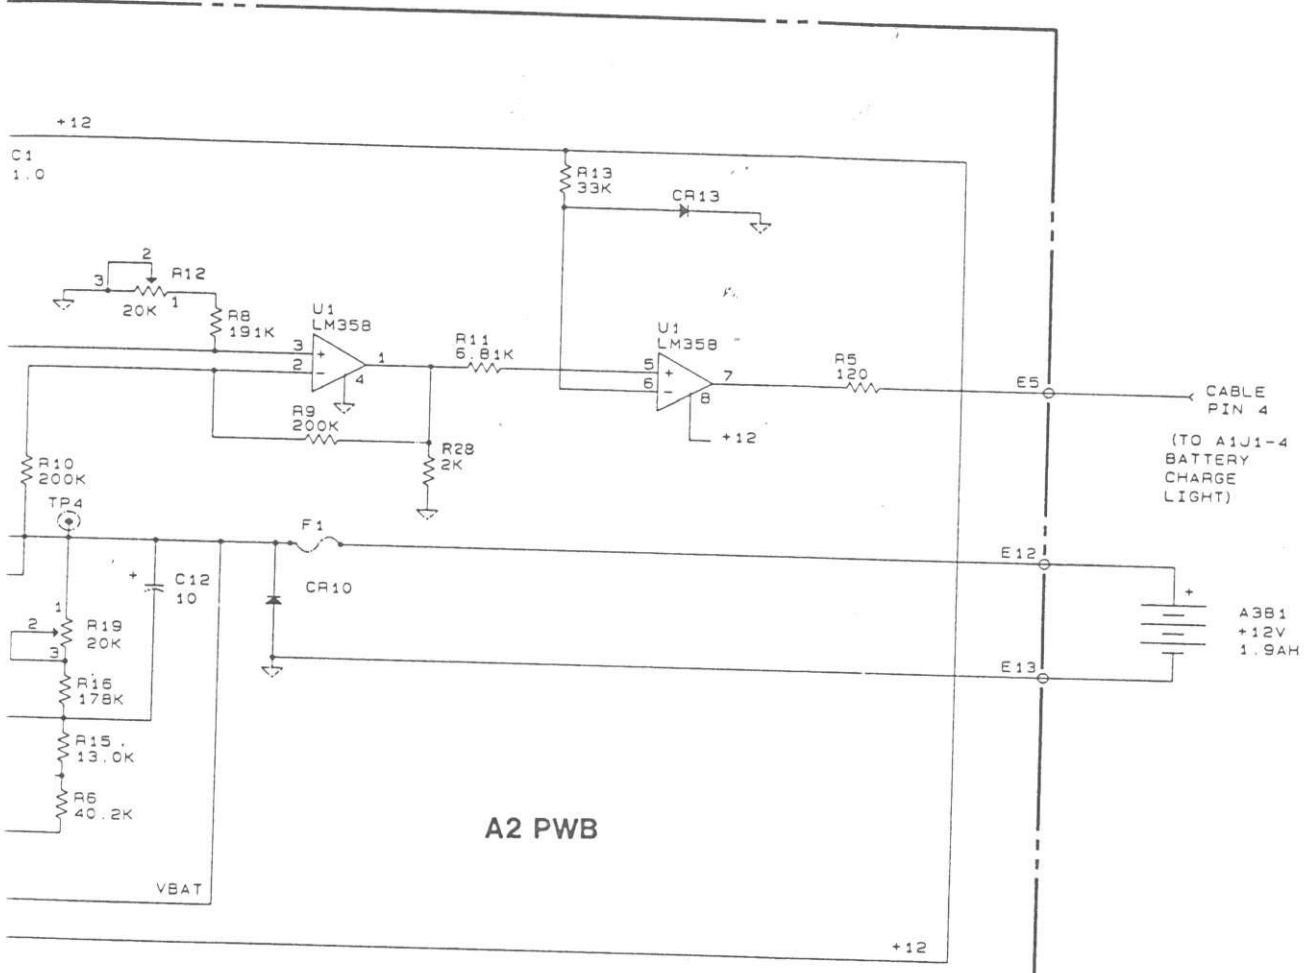 +12
C1
1.0
R13
33K
CR13
2
3
R12
20K
1
R8
191K
U1
LM358
3
+
2
-
1
4
R11
6.81K
U1
LM358
5
+
6
-
7
8
+12
R5
120
E5
CABLE
PIN 4
(TO A1J1-4
BATTERY
CHARGE
LIGHT)
R9
200K
R28
2K
R10
200K
TP4
F1
E12
+
C12
10
CR10
1
2
R19
20K
3
+
A3B1
+12V
1.9AH
E13
R16
178K
R15
13.0K
R6
40.2K
A2 PWB
VBAT
+12